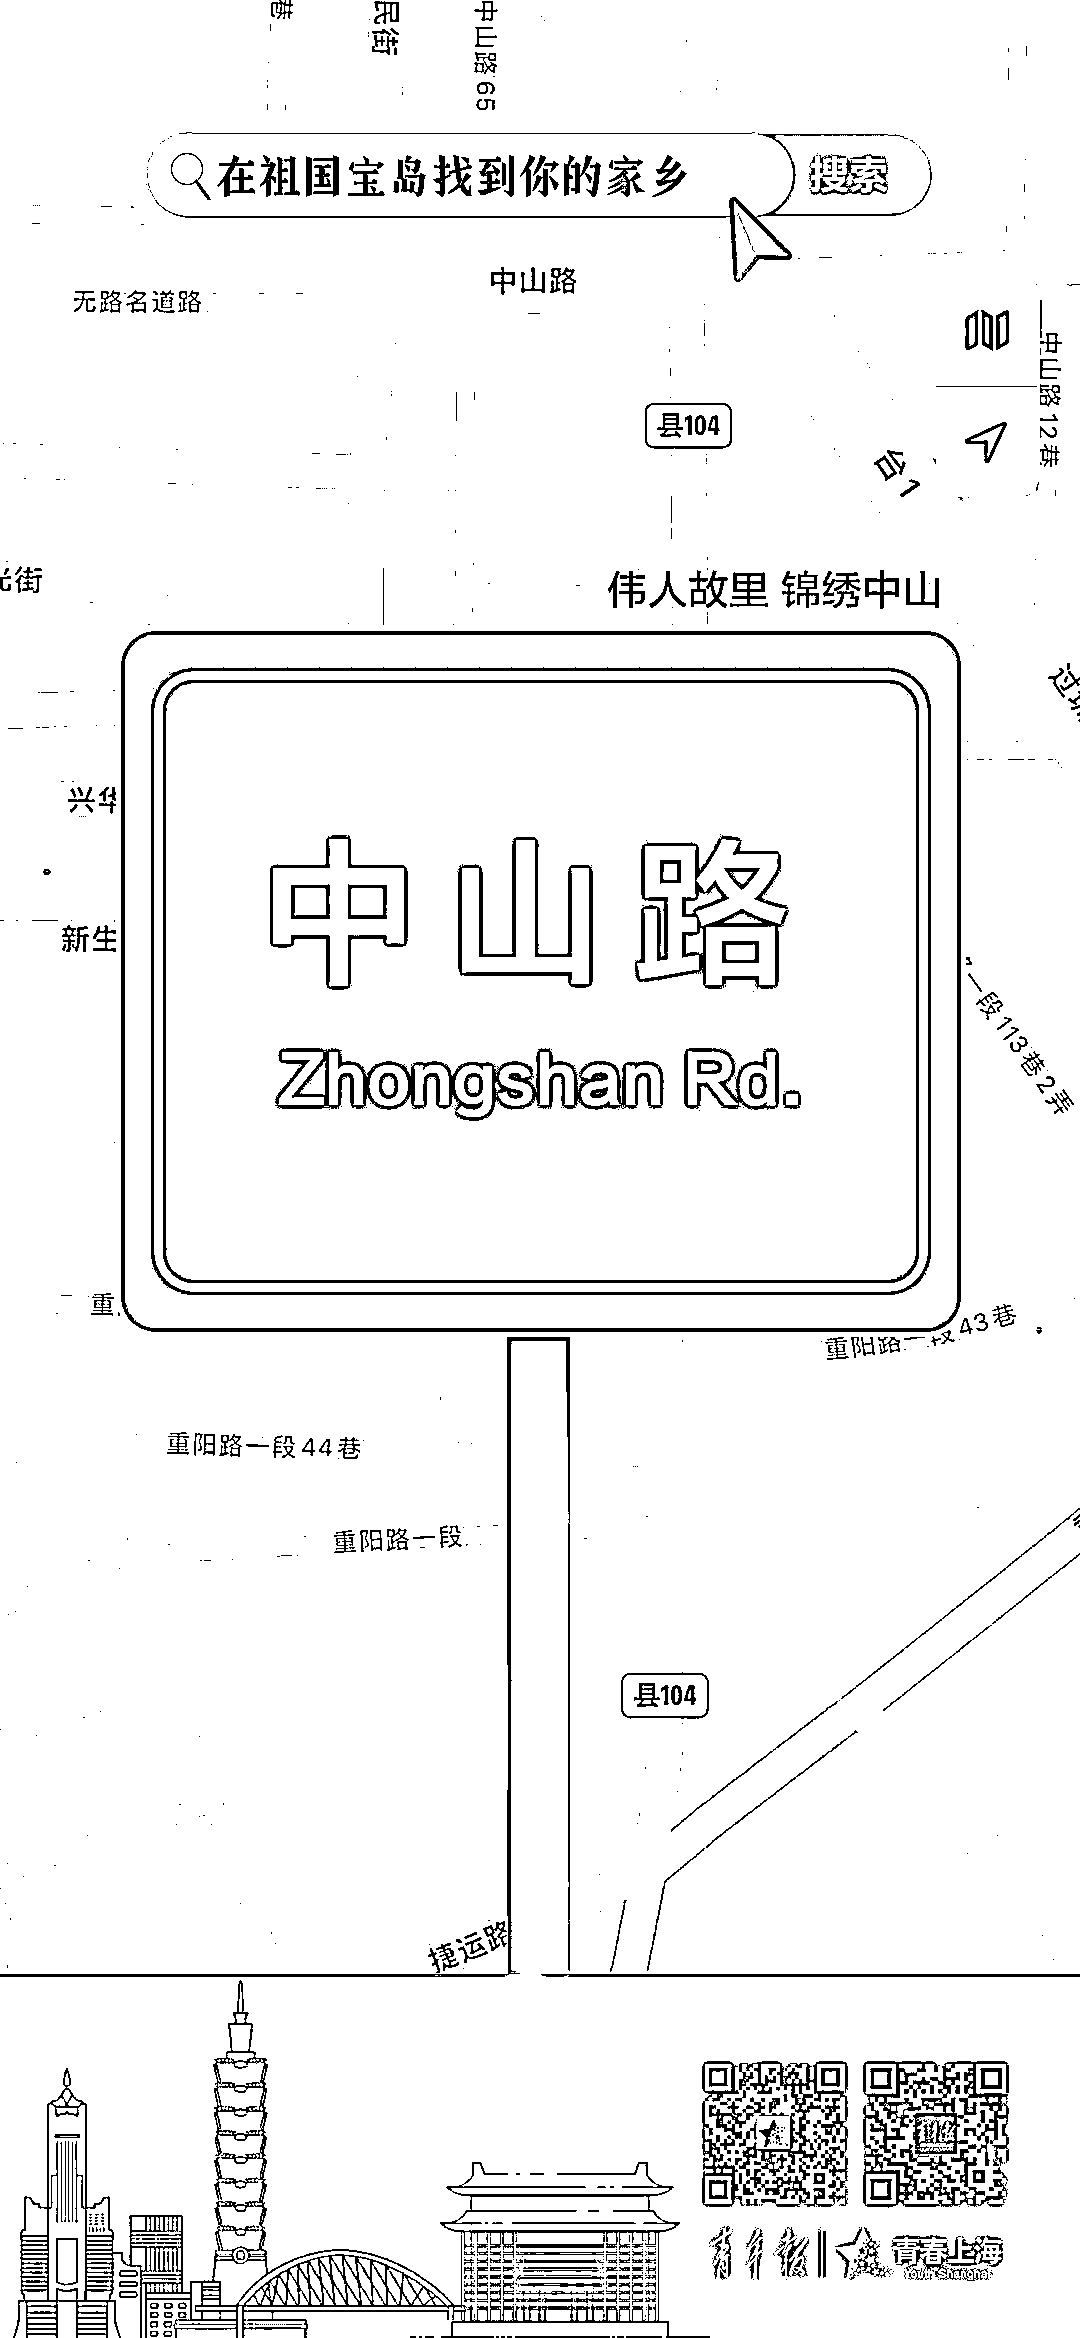 巷
民街
中山路65
在祖国宝岛找到你的家乡
搜索
中山路
无路名道路
中山路12巷
县104
台1
街
伟人故里 锦绣中山
过
兴华
中山路
Zhongshan Rd.
新生
一段113巷2弄
重
重阳路一段43巷
重阳路一段44巷
重阳路一段
县104
捷运路
青年报
青春上海
Youth Shanghai